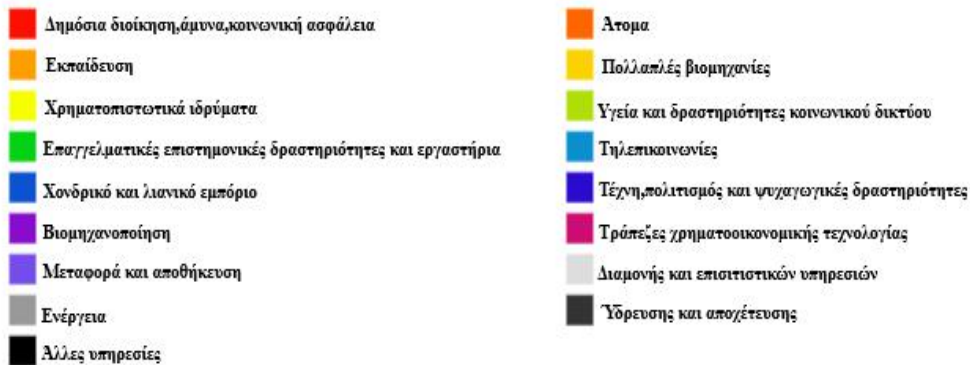 Δημόσια διοίκηση,άμυνα,κοινωνική ασφάλεια
Εκπαίδευση
Χρηματοπιστωτικά ιδρύματα
Επαγγελματικές επιστημονικές δραστηριότητες και εργαστήρια
Χονδρικό και λιανικό εμπόριο
Βιομηχανοποίηση
Μεταφορά και αποθήκευση
Ενέργεια
Άλλες υπηρεσίες
Άτομα
Πολλαπλές βιομηχανίες
Υγεία και δραστηριότητες κοινωνικού δικτύου
Τηλεπικοινωνίες
Τέχνη,πολιτισμός και ψυχαγωγικές δραστηριότητες
Τράπεζες χρηματοοικονομικής τεχνολογίας
Διαμονής και επισιτιστικών υπηρεσιών
Ύδρευσης και αποχέτευσης